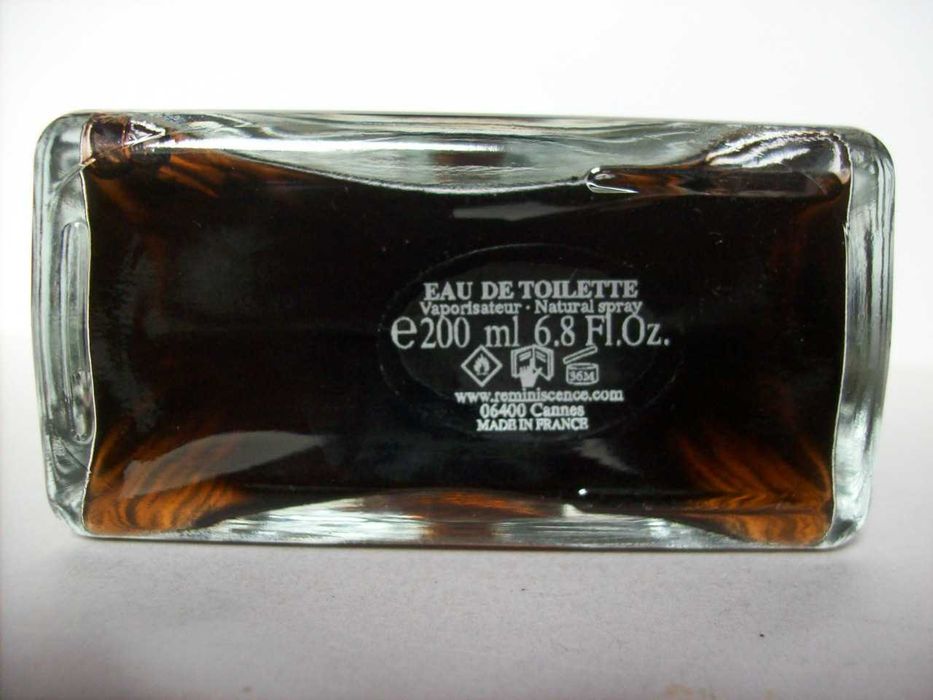 EAU DE TOILETTE
Vaporisateur · Natural spray
℮200 ml 6.8 Fl.Oz.
36M
www.reminiscence.com
06400 Cannes
MADE IN FRANCE